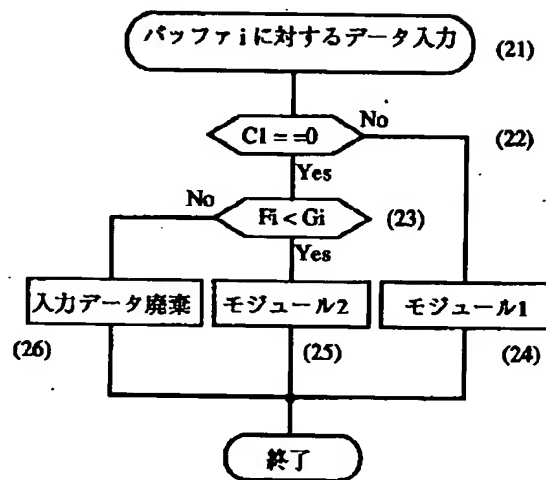 バッファiに対するデータ入力 (21)
No
C1 = =0 (22)
Yes
No
Fi < Gi (23)
Yes
入力データ廃棄 モジュール2 モジュール1
(26) (25) (24)
終了